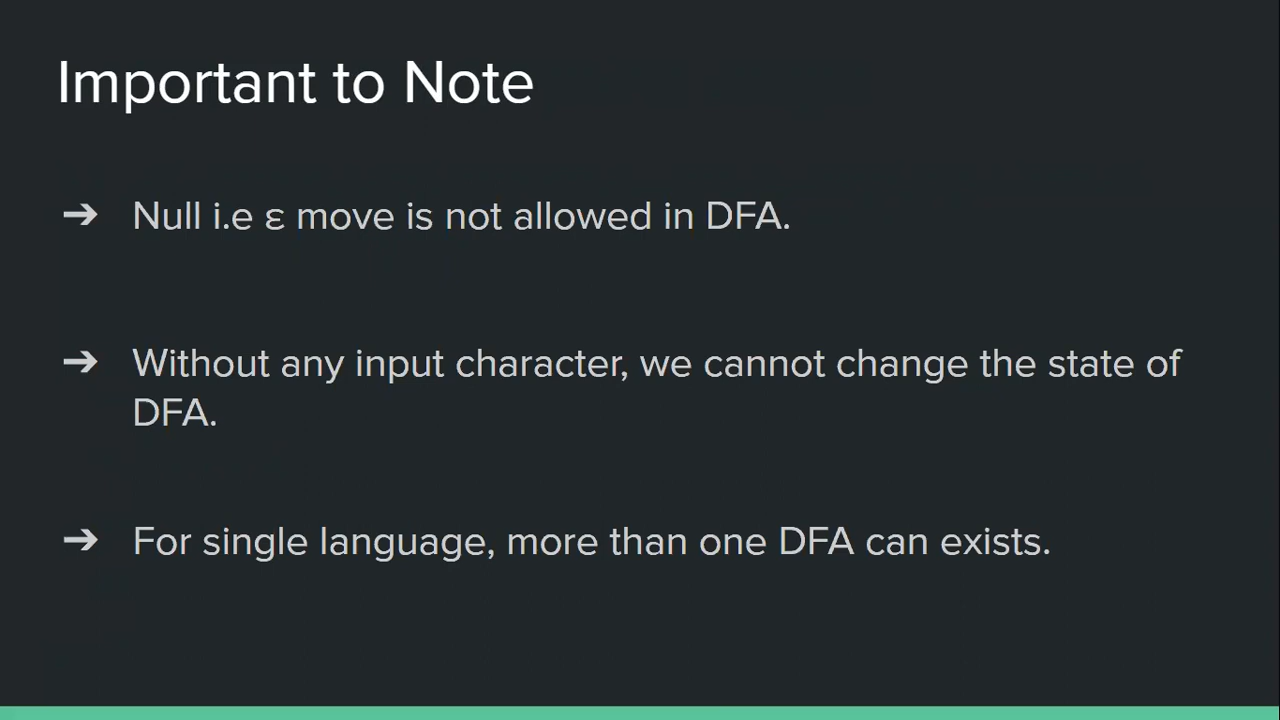 Important to Note
➔ Null i.e ε move is not allowed in DFA.
➔ Without any input character, we cannot change the state of
DFA.
➔ For single language, more than one DFA can exists.